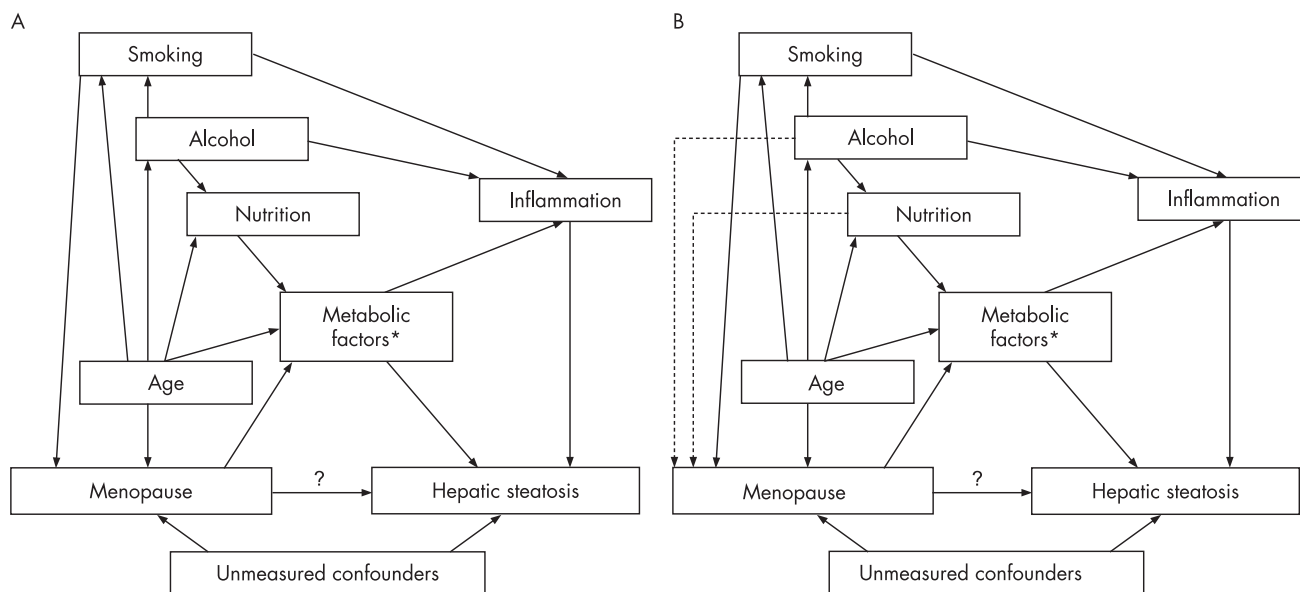 A
Smoking
Alcohol
Nutrition
Inflammation
Metabolic
factors*
Age
Menopause
?
Hepatic steatosis
Unmeasured confounders
B
Smoking
Alcohol
Nutrition
Inflammation
Metabolic
factors*
Age
Menopause
?
Hepatic steatosis
Unmeasured confounders